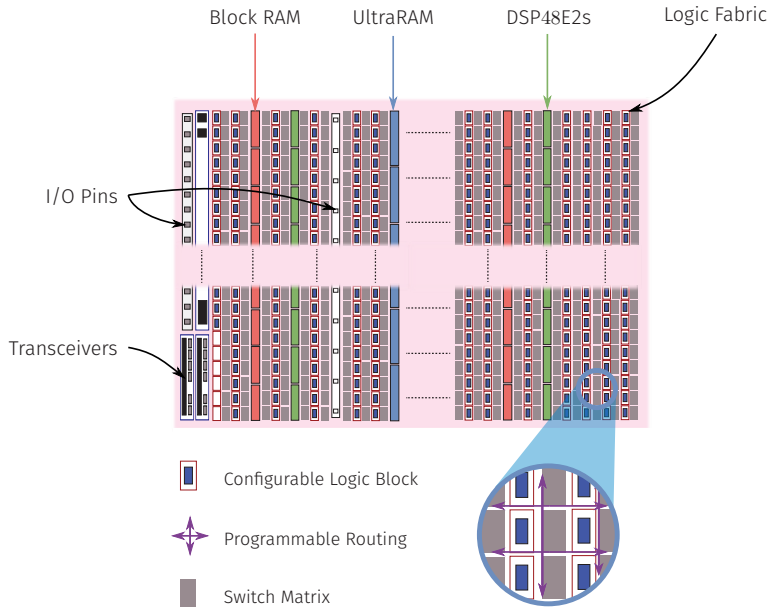 Block RAM
UltraRAM
DSP48E2s
Logic Fabric
I/O Pins
Transceivers
Configurable Logic Block
Programmable Routing
Switch Matrix